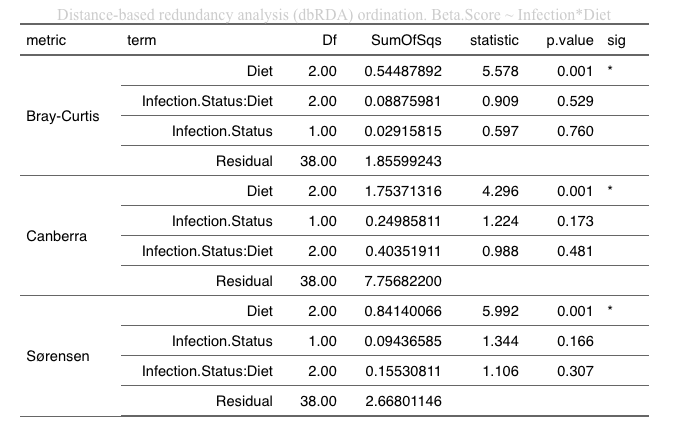 Distance-based redundancy analysis (dbRDA) ordination. Beta.Score ~ Infection*Diet
metric term Df SumOfSqs statistic p.value sig
Diet 2.00 0.54487892 5.578 0.001 *
Infection.Status:Diet 2.00 0.08875981 0.909 0.529
Bray-Curtis
Infection.Status 1.00 0.02915815 0.597 0.760
Residual 38.00 1.85599243
Diet 2.00 1.75371316 4.296 0.001 *
Infection.Status 1.00 0.24985811 1.224 0.173
Canberra
Infection.Status:Diet 2.00 0.40351911 0.988 0.481
Residual 38.00 7.75682200
Diet 2.00 0.84140066 5.992 0.001 *
Infection.Status 1.00 0.09436585 1.344 0.166
Sørensen
Infection.Status:Diet 2.00 0.15530811 1.106 0.307
Residual 38.00 2.66801146